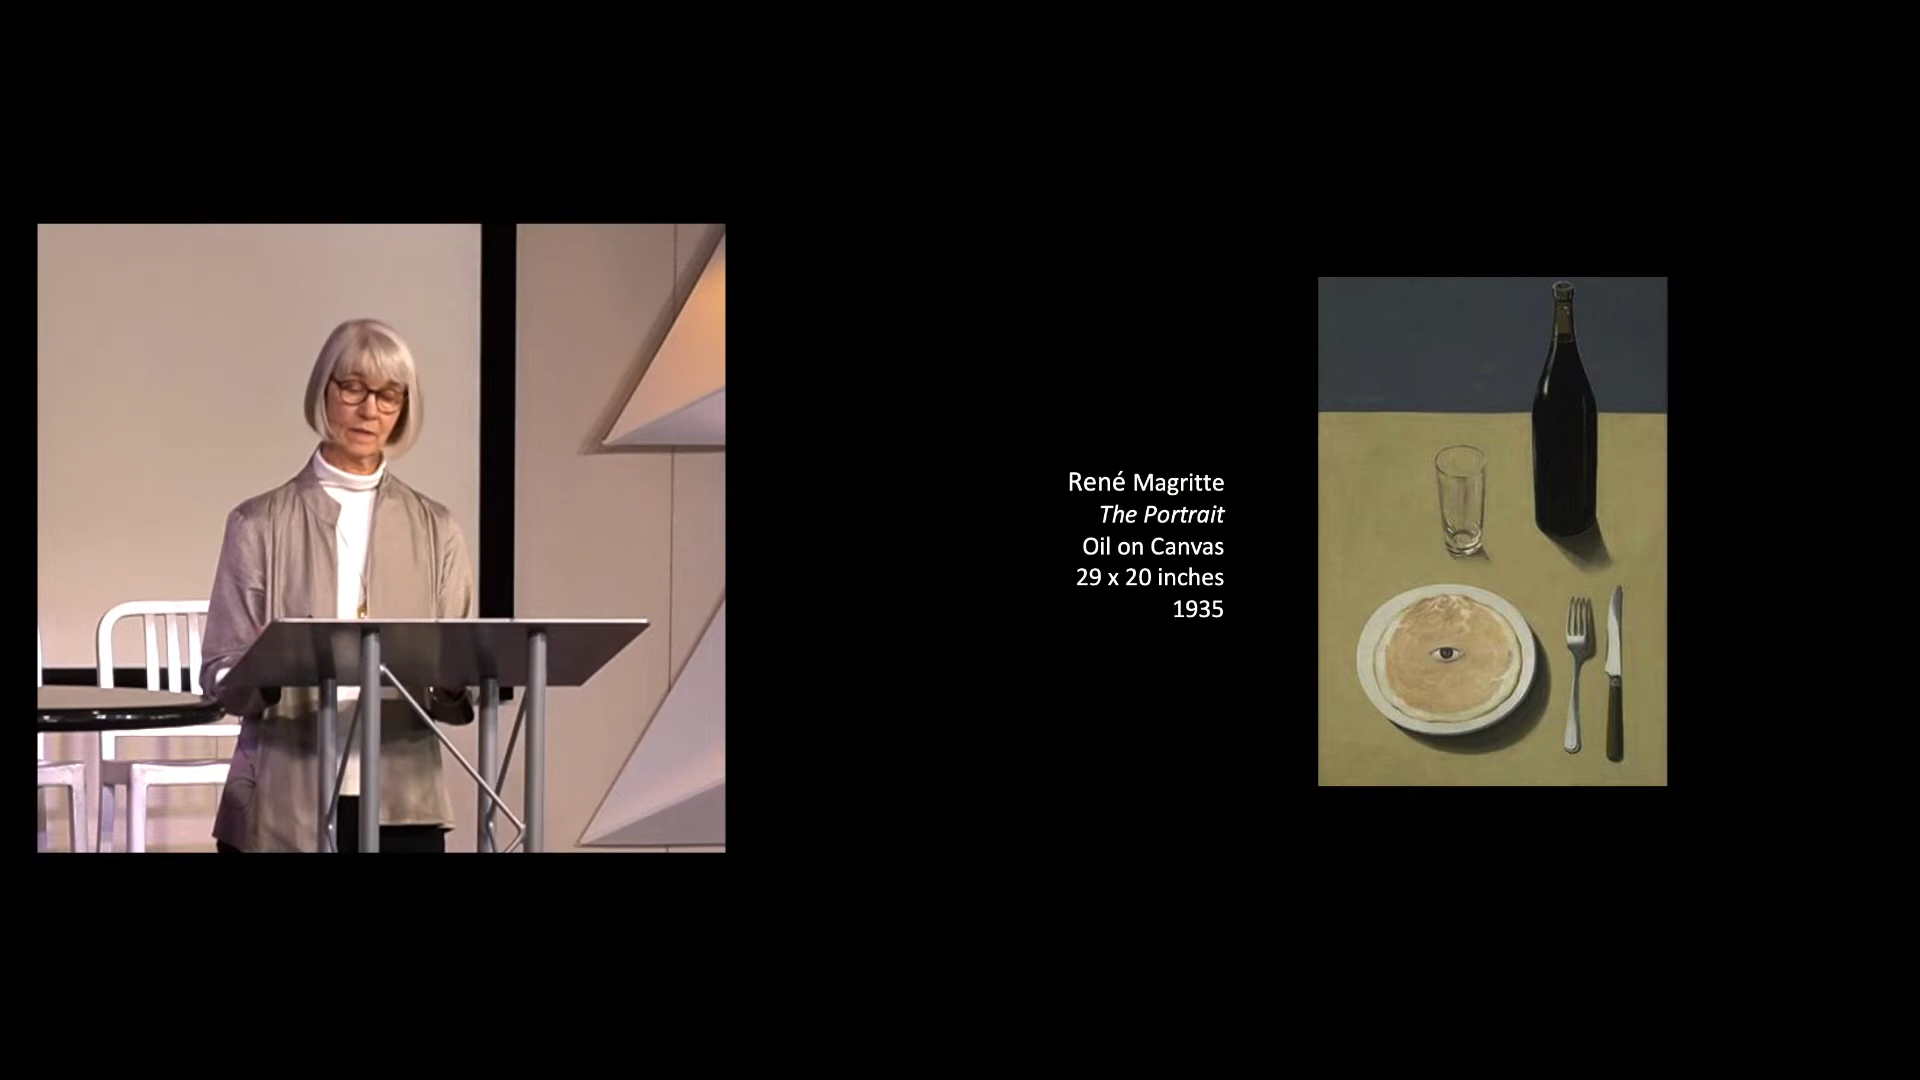 René Magritte
The Portrait
Oil on Canvas
29 x 20 inches
1935